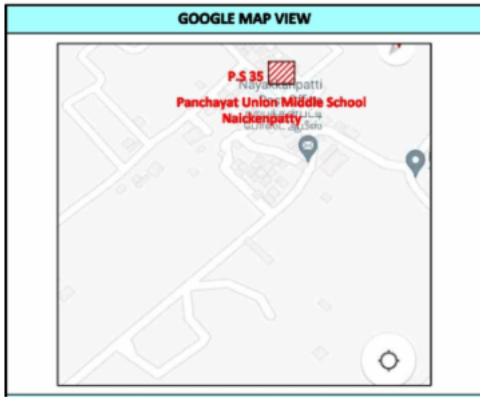 GOOGLE MAP VIEW
P.S 35
Nayakkanpatti
Panchayat Union Middle School
Naickenpatty